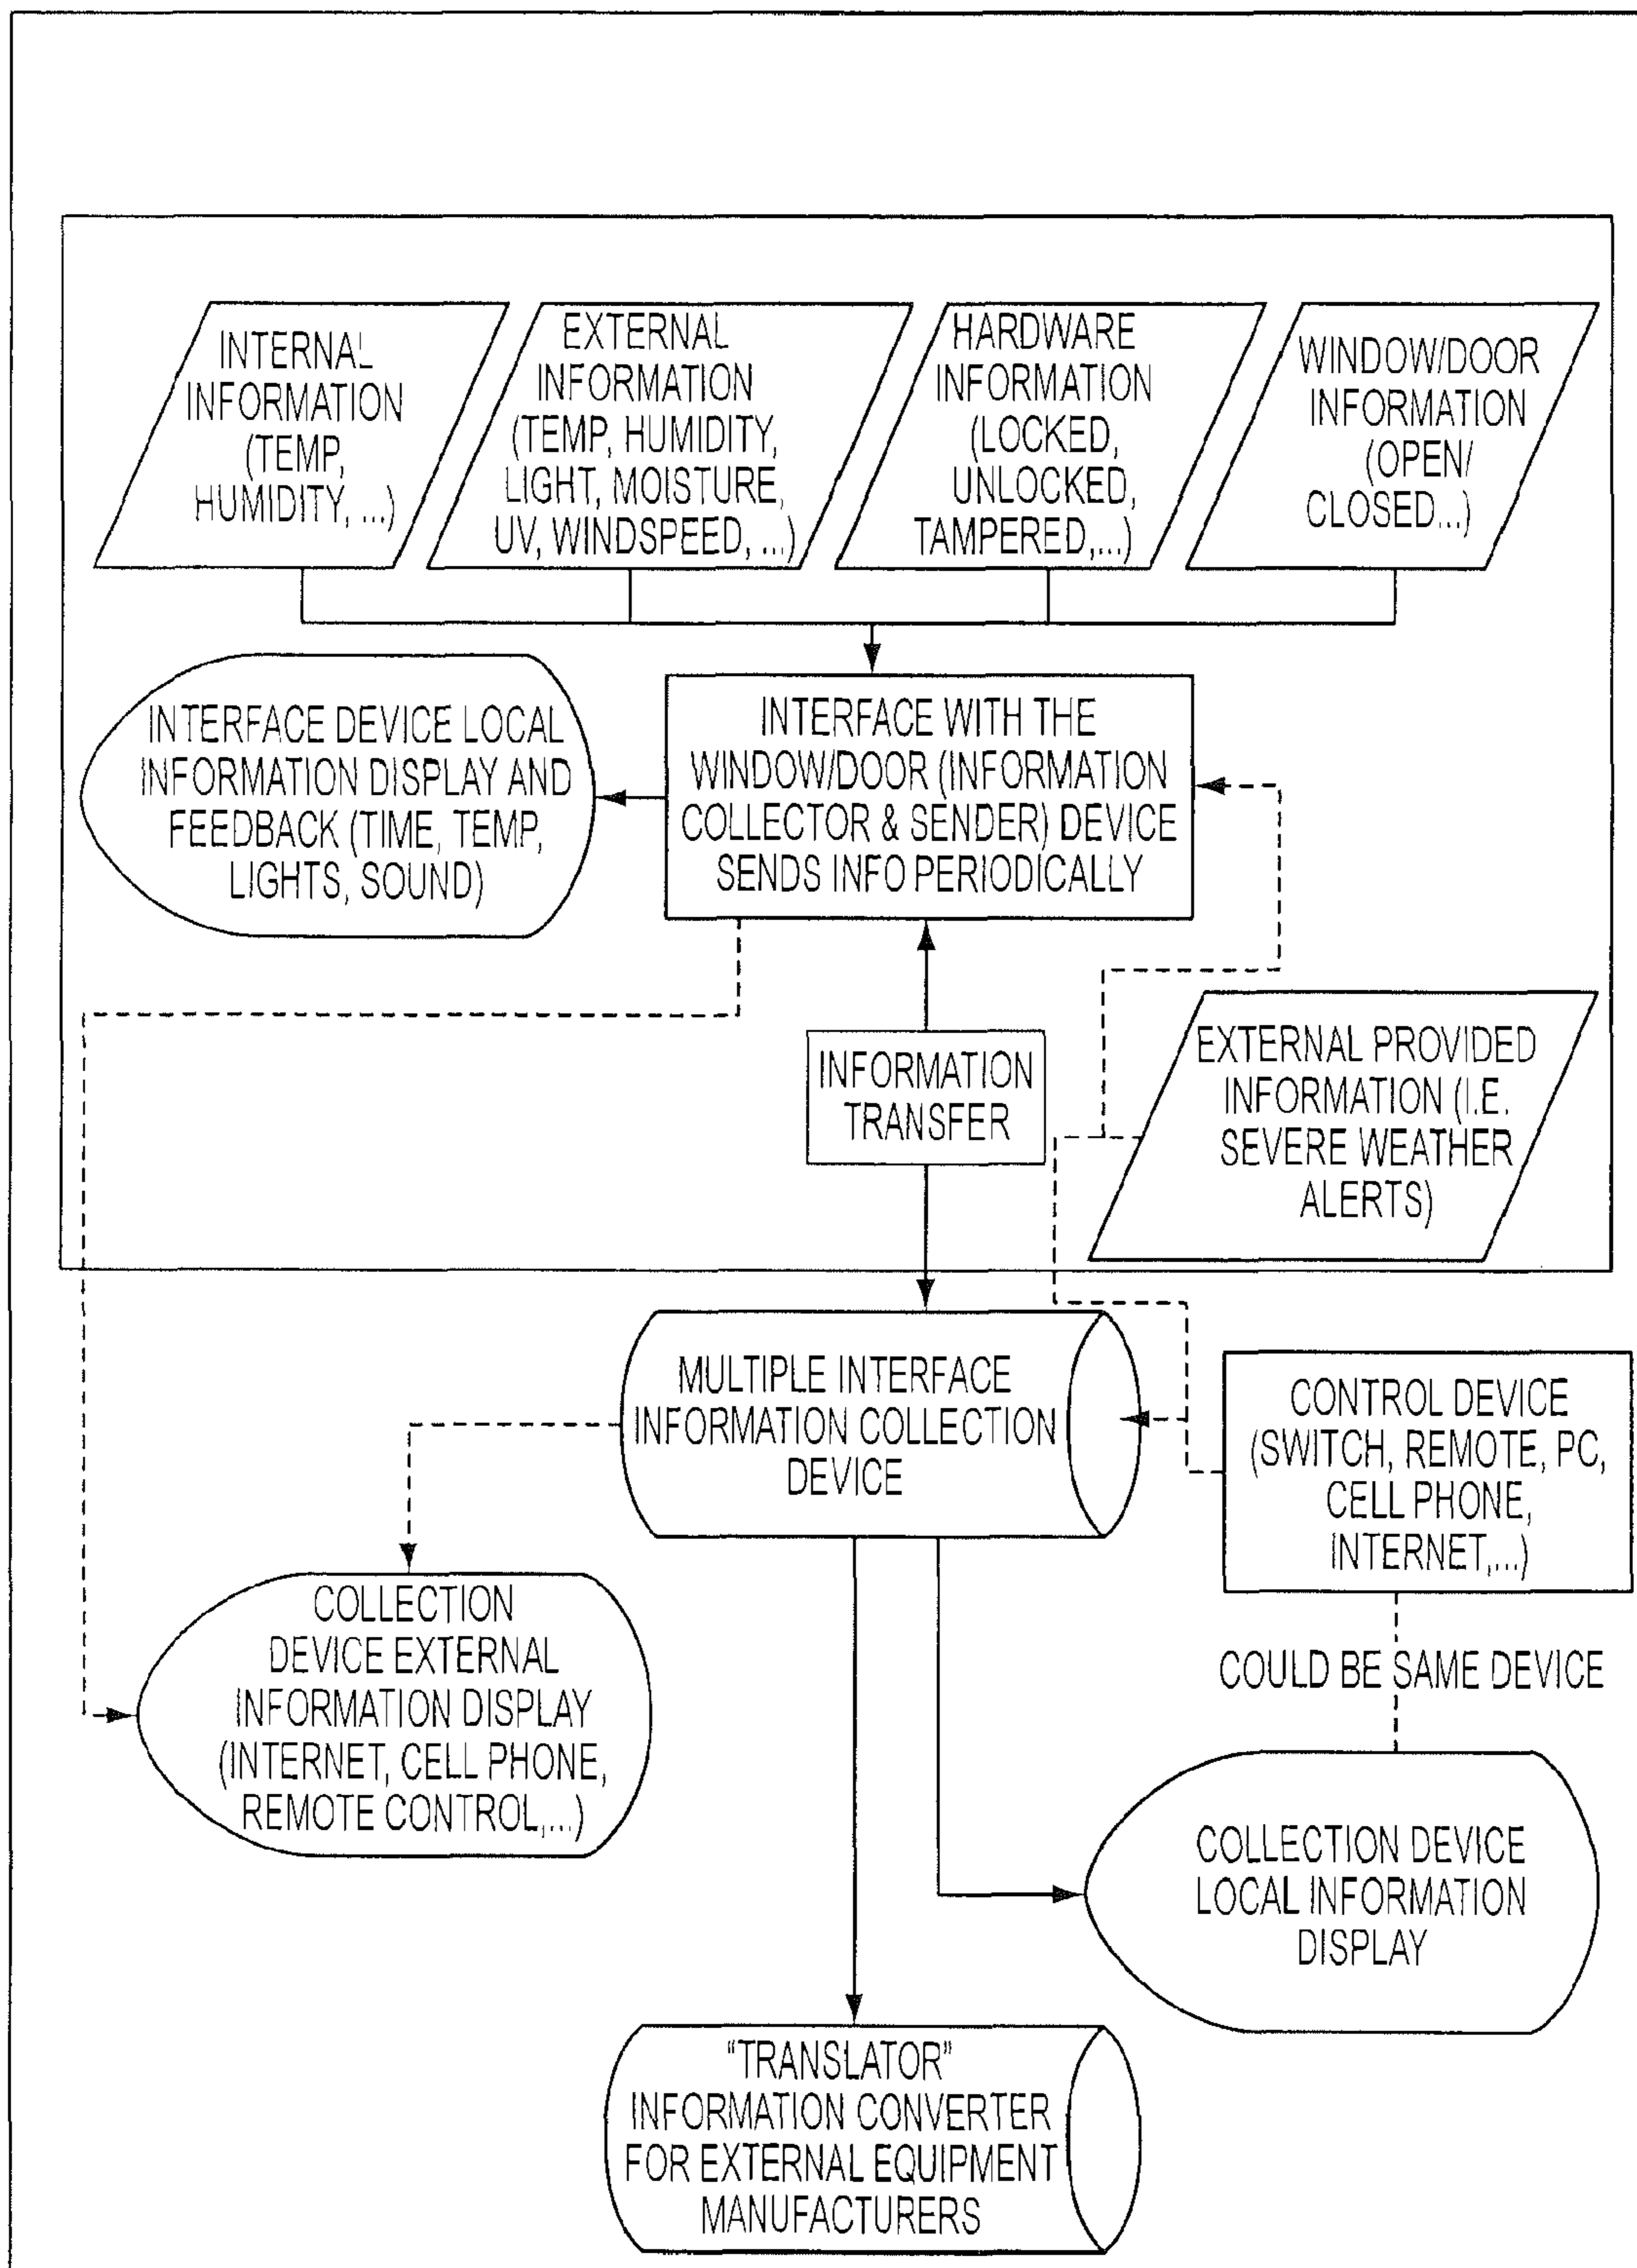 INTERNAL
INFORMATION
(TEMP,
HUMIDITY, ...)
EXTERNAL
INFORMATION
(TEMP, HUMIDITY,
LIGHT, MOISTURE,
UV, WINDSPEED, ...)
HARDWARE
INFORMATION
(LOCKED,
UNLOCKED,
TAMPERED,...)
WINDOW/DOOR
INFORMATION
(OPEN/
CLOSED...)
INTERFACE DEVICE LOCAL
INFORMATION DISPLAY AND
FEEDBACK (TIME, TEMP,
LIGHTS, SOUND)
INTERFACE WITH THE
WINDOW/DOOR (INFORMATION
COLLECTOR & SENDER) DEVICE
SENDS INFO PERIODICALLY
INFORMATION
TRANSFER
EXTERNAL PROVIDED
INFORMATION (I.E.
SEVERE WEATHER
ALERTS)
MULTIPLE INTERFACE
INFORMATION COLLECTION
DEVICE
CONTROL DEVICE
(SWITCH, REMOTE, PC,
CELL PHONE,
INTERNET,...)
COULD BE SAME DEVICE
COLLECTION
DEVICE EXTERNAL
INFORMATION DISPLAY
(INTERNET, CELL PHONE,
REMOTE CONTROL,...)
COLLECTION DEVICE
LOCAL INFORMATION
DISPLAY
"TRANSLATOR"
INFORMATION CONVERTER
FOR EXTERNAL EQUIPMENT
MANUFACTURERS